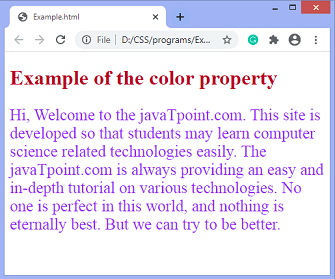 Example.html
File | D:/CSS/programs/Ex...
Example of the color property
Hi, Welcome to the javaTpoint.com. This site is
developed so that students may learn computer
science related technologies easily. The
javaTpoint.com is always providing an easy and
in-depth tutorial on various technologies. No
one is perfect in this world, and nothing is
eternally best. But we can try to be better.